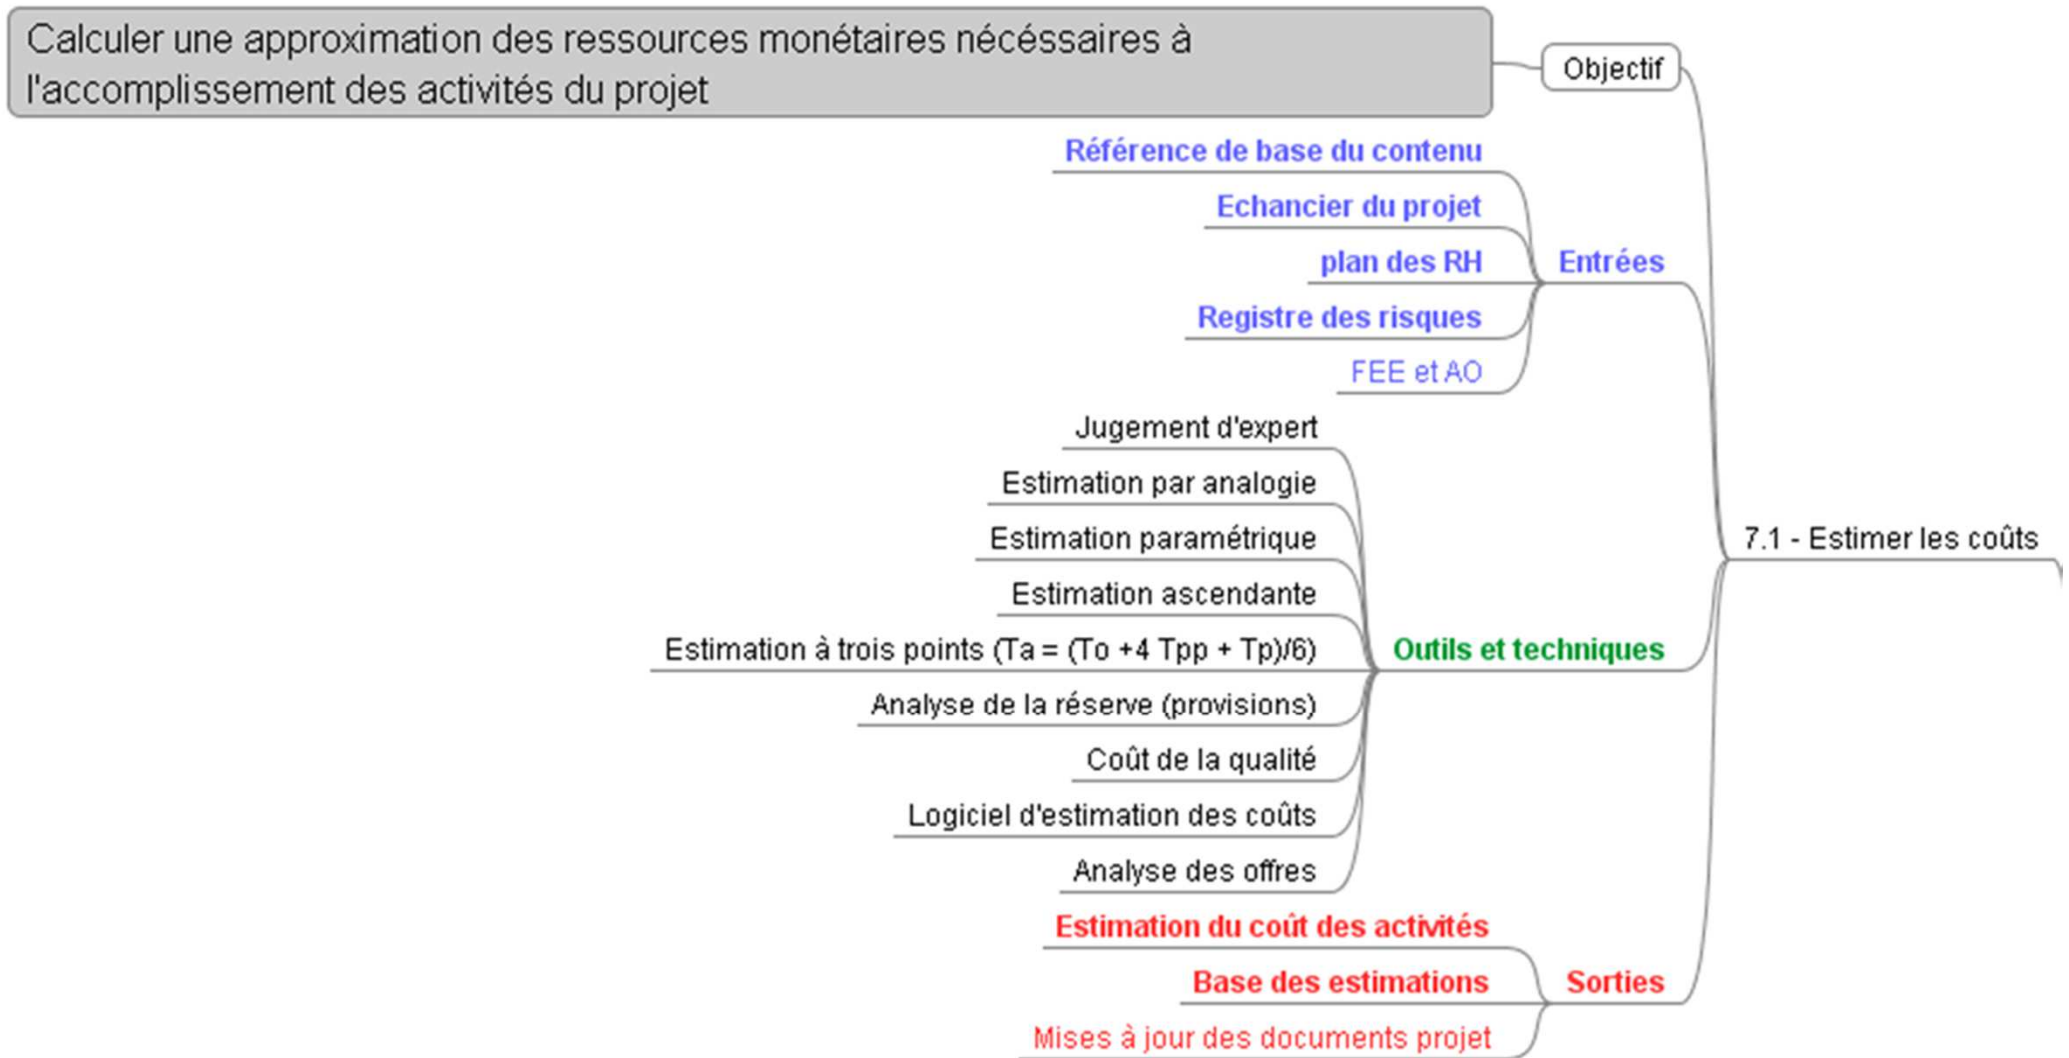 Calculer une approximation des ressources monétaires nécéssaires à
l'accomplissement des activités du projet
Objectif
Référence de base du contenu
Echancier du projet
plan des RH
Entrées
Registre des risques
FEE et AO
Jugement d'expert
Estimation par analogie
Estimation paramétrique
7.1 - Estimer les coûts
Estimation ascendante
Estimation à trois points (Ta = (To +4 Tpp + Tp)/6)
Outils et techniques
Analyse de la réserve (provisions)
Coût de la qualité
Logiciel d'estimation des coûts
Analyse des offres
Estimation du coût des activités
Base des estimations
Sorties
Mises à jour des documents projet